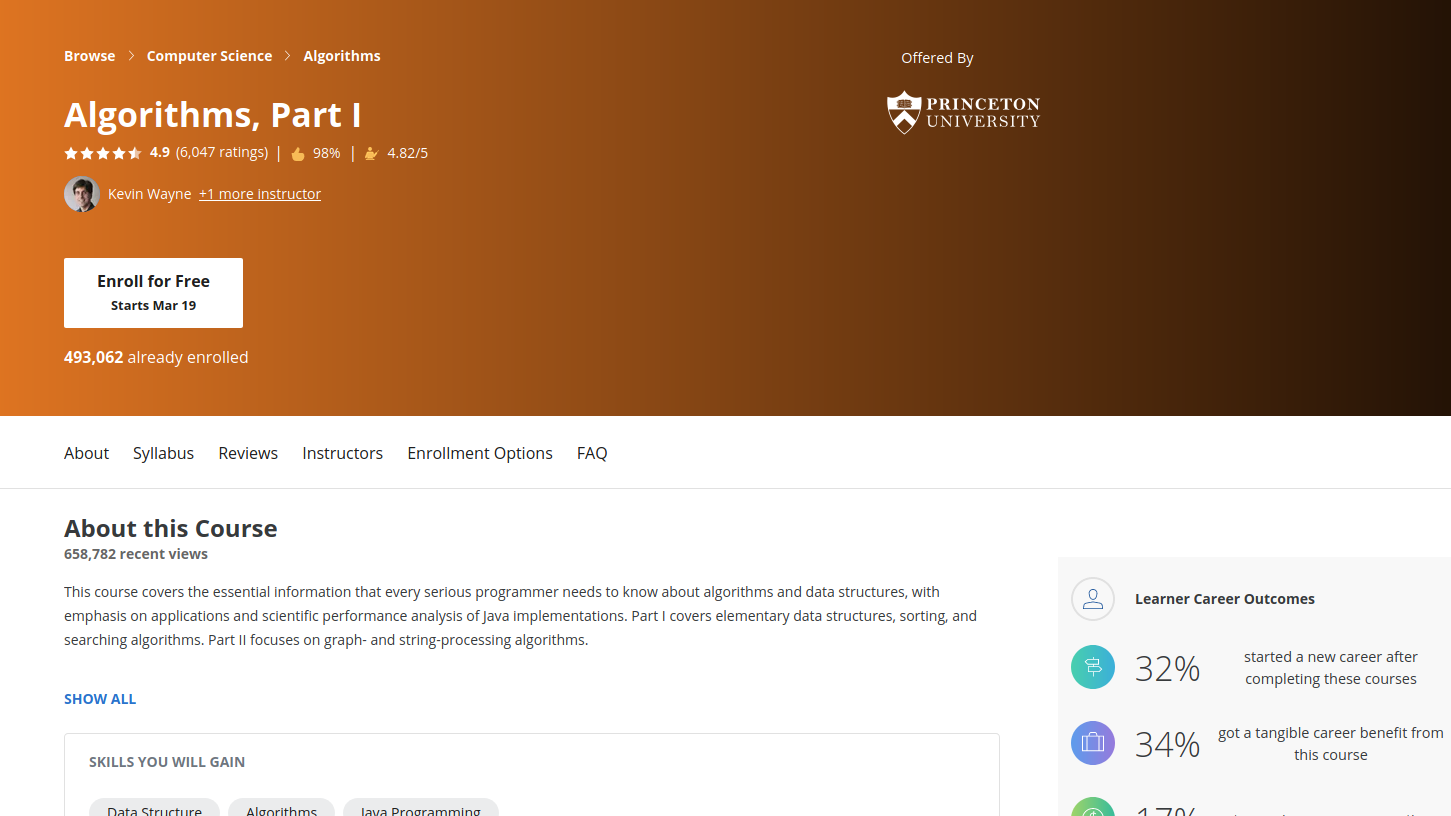 Browse Computer Science Algorithms
Offered By
PRINCETON
UNIVERSITY
Algorithms, Part I
4.9 (6,047 ratings) | 98% | 4.82/5
Kevin Wayne +1 more instructor
Enroll for Free
Starts Mar 19
493,062 already enrolled
About Syllabus Reviews Instructors Enrollment Options FAQ
About this Course
658,782 recent views
This course covers the essential information that every serious programmer needs to know about algorithms and data structures, with
emphasis on applications and scientific performance analysis of Java implementations. Part I covers elementary data structures, sorting, and
searching algorithms. Part II focuses on graph- and string-processing algorithms.
SHOW ALL
SKILLS YOU WILL GAIN
Data Structure Algorithms Java Programming
Learner Career Outcomes
32% started a new career after
completing these courses
34% got a tangible career benefit from
this course
17%